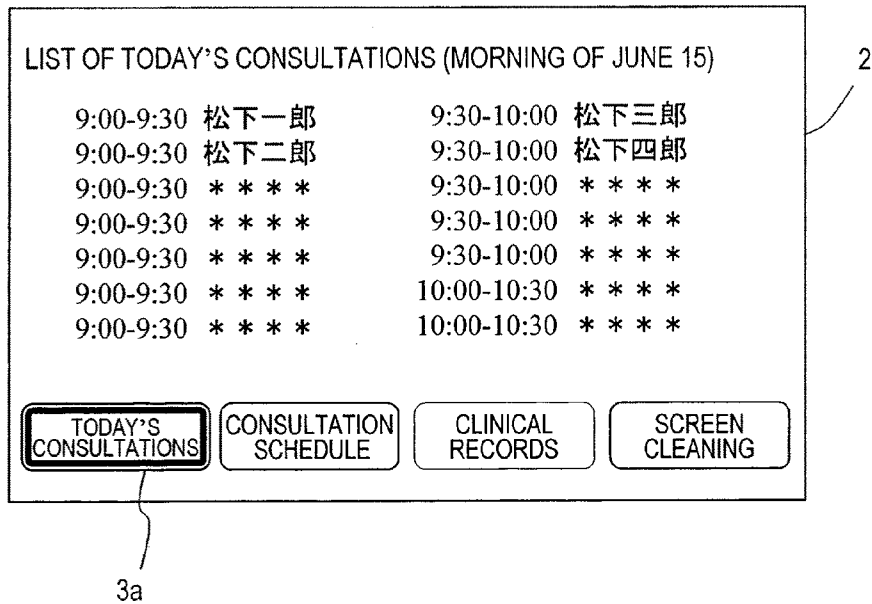 LIST OF TODAY'S CONSULTATIONS (MORNING OF JUNE 15)
2
9:00-9:30 松下一郎
9:00-9:30 松下二郎
9:00-9:30 ****
9:00-9:30 ****
9:00-9:30 ****
9:00-9:30 ****
9:00-9:30 ****
9:30-10:00 松下三郎
9:30-10:00 松下四郎
9:30-10:00 ****
9:30-10:00 ****
9:30-10:00 ****
10:00-10:30 ****
10:00-10:30 ****
TODAY'S
CONSULTATIONS
CONSULTATION
SCHEDULE
CLINICAL
RECORDS
SCREEN
CLEANING
3a